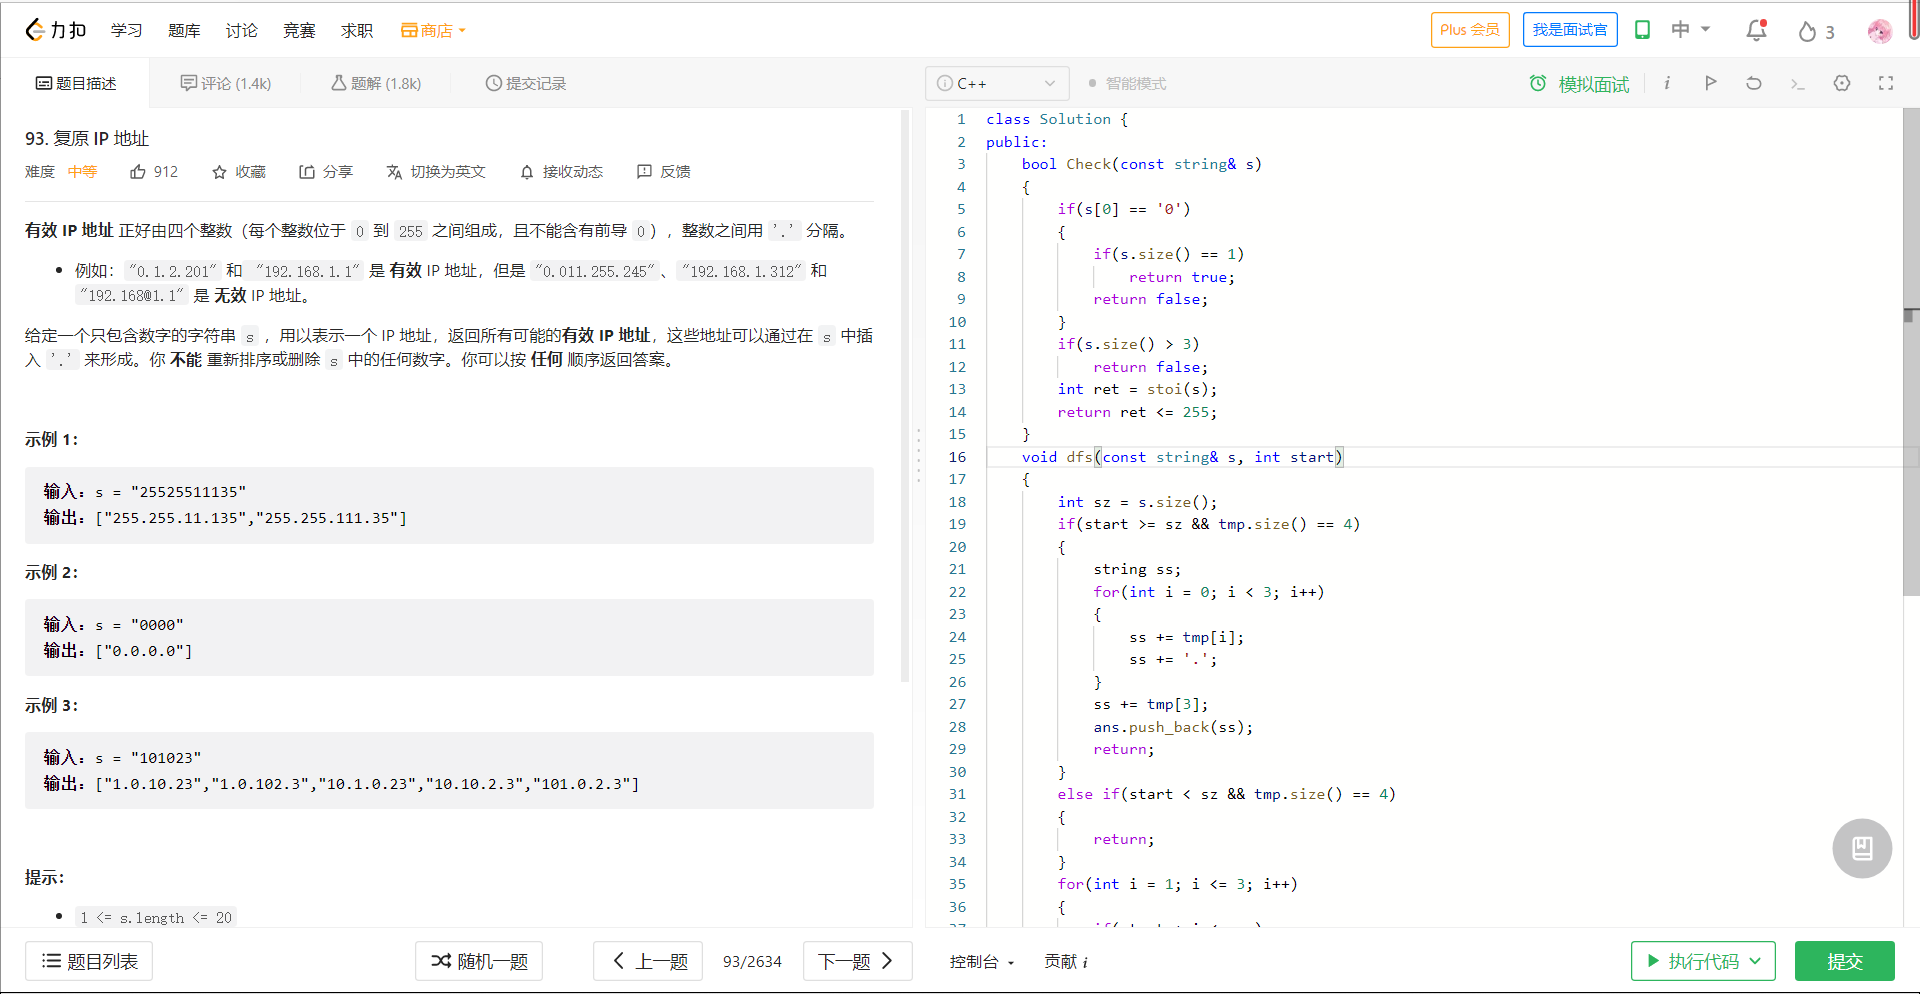 力扣 学习 题库 讨论 竞赛 求职 商店 Plus 会员 我是面试官 中 3
题目描述 评论 (1.4k) 题解 (1.8k) 提交记录 C++ 智能模式 模拟面试
93. 复原 IP 地址
难度 中等 912 收藏 分享 切换为英文 接收动态 反馈
有效 IP 地址 正好由四个整数（每个整数位于 0 到 255 之间组成，且不能含有前导 0），整数之间用 '.' 分隔。
• 例如："0.1.2.201" 和 "192.168.1.1" 是 有效 IP 地址，但是 "0.011.255.245"、"192.168.1.312" 和
"192.168@1.1" 是 无效 IP 地址。
给定一个只包含数字的字符串 s ，用以表示一个 IP 地址，返回所有可能的有效 IP 地址，这些地址可以通过在 s 中插
入 '.' 来形成。你 不能 重新排序或删除 s 中的任何数字。你可以按 任何 顺序返回答案。
示例 1：
输入：s = "25525511135"
输出：["255.255.11.135","255.255.111.35"]
示例 2：
输入：s = "0000"
输出：["0.0.0.0"]
示例 3：
输入：s = "101023"
输出：["1.0.10.23","1.0.102.3","10.1.0.23","10.10.2.3","101.0.2.3"]
提示：
• 1 <= s.length <= 20
1 class Solution {
2 public:
3 bool Check(const string& s)
4 {
5 if(s[0] == '0')
6 {
7 if(s.size() == 1)
8 return true;
9 return false;
10 }
11 if(s.size() > 3)
12 return false;
13 int ret = stoi(s);
14 return ret <= 255;
15 }
16 void dfs(const string& s, int start)
17 {
18 int sz = s.size();
19 if(start >= sz && tmp.size() == 4)
20 {
21 string ss;
22 for(int i = 0; i < 3; i++)
23 {
24 ss += tmp[i];
25 ss += '.';
26 }
27 ss += tmp[3];
28 ans.push_back(ss);
29 return;
30 }
31 else if(start < sz && tmp.size() == 4)
32 {
33 return;
34 }
35 for(int i = 1; i <= 3; i++)
36 {
题目列表 随机一题 上一题 93/2634 下一题 控制台 贡献 i 执行代码 提交